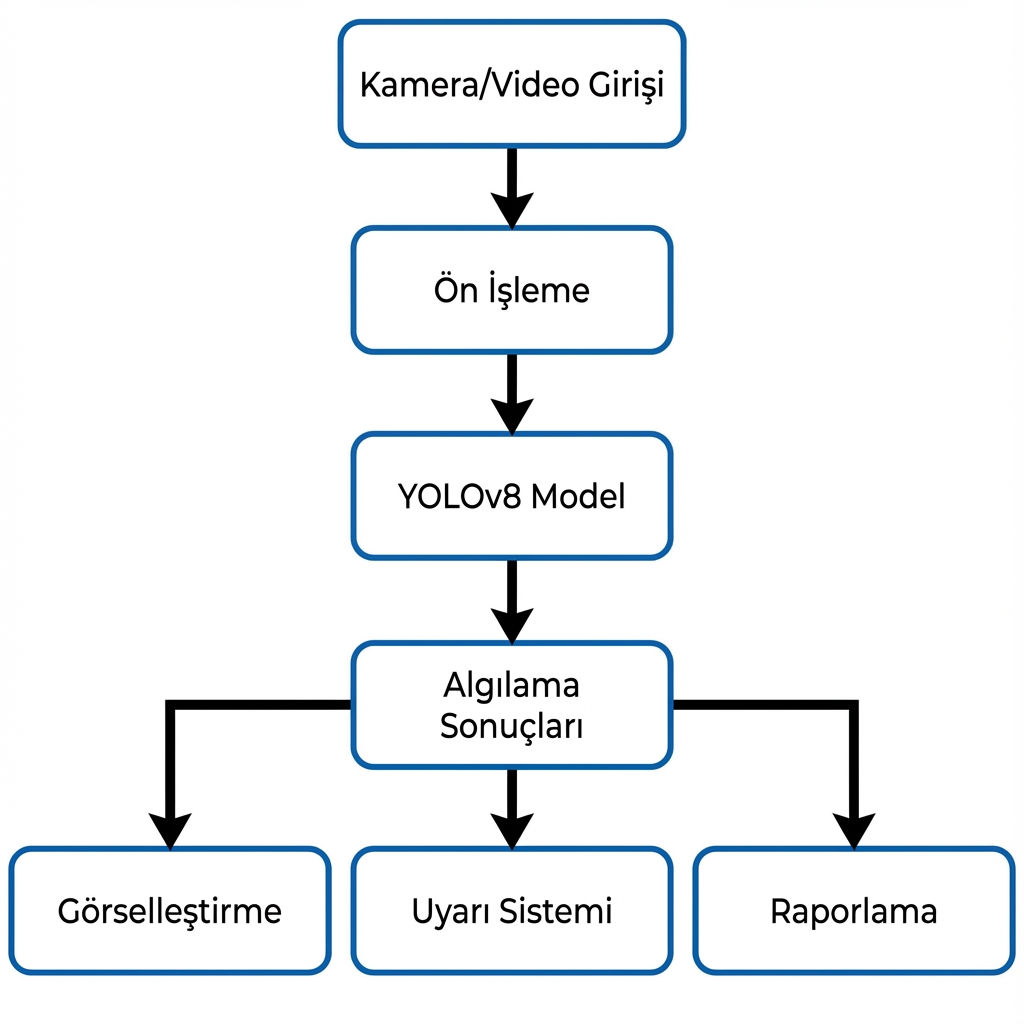 Kamera/Video Girişi
Ön İşleme
YOLOv8 Model
Algılama
Sonuçları
Görselleştirme
Uyarı Sistemi
Raporlama